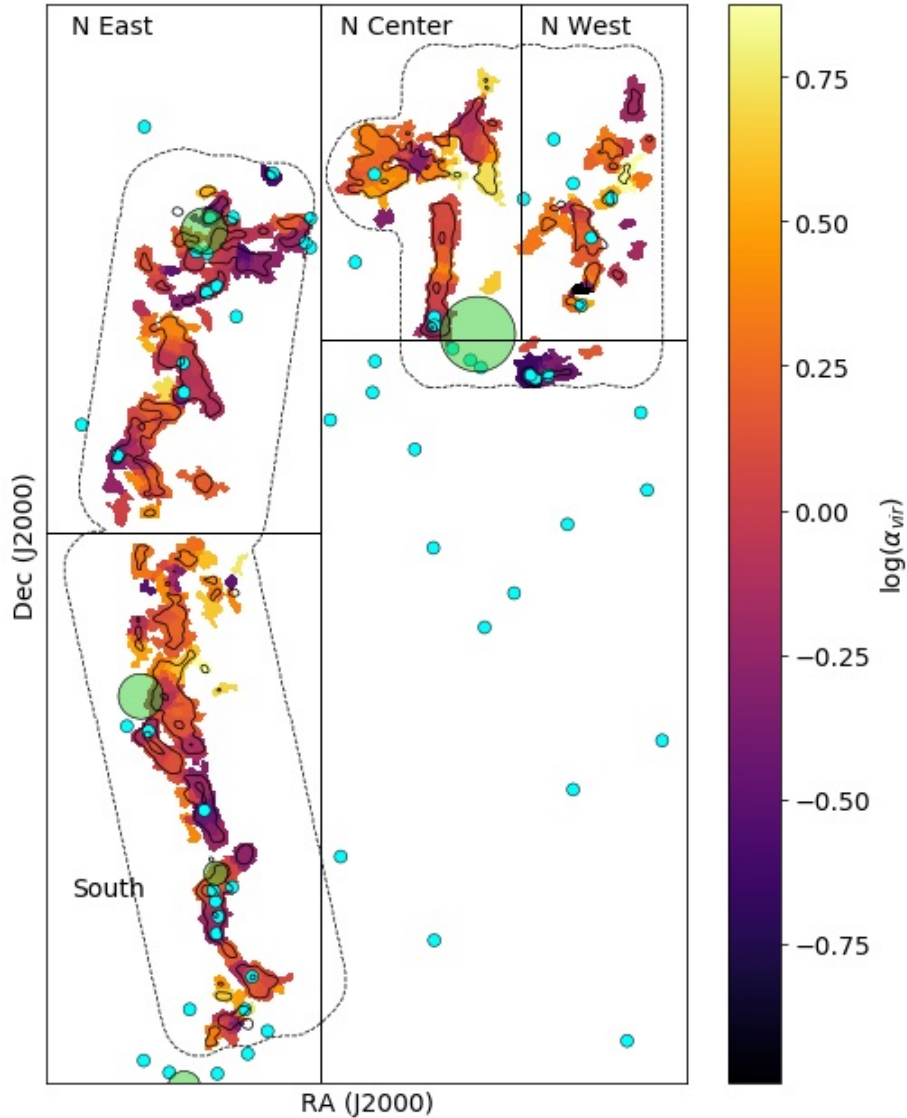 N East
N Center
N West
South
Dec (J2000)
RA (J2000)
0.75
0.50
0.25
0.00
−0.25
−0.50
−0.75
log(α_vir)